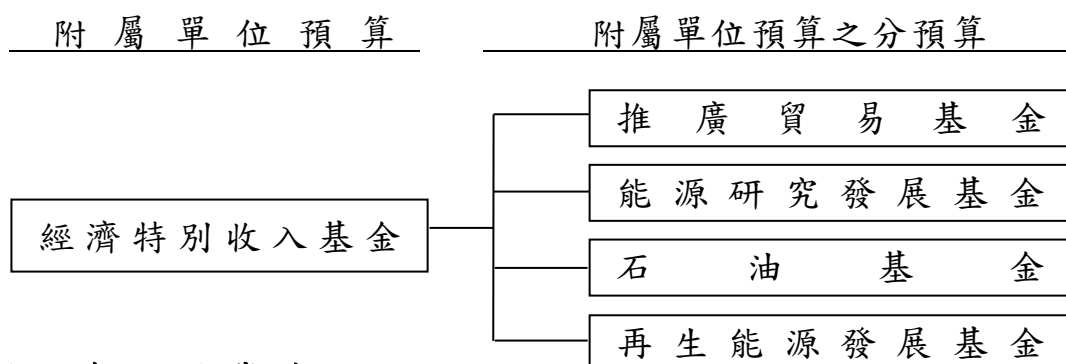 附屬單位預算
附屬單位預算之分預算
推廣貿易基金
能源研究發展基金
經濟特別收入基金
石油基金
再生能源發展基金